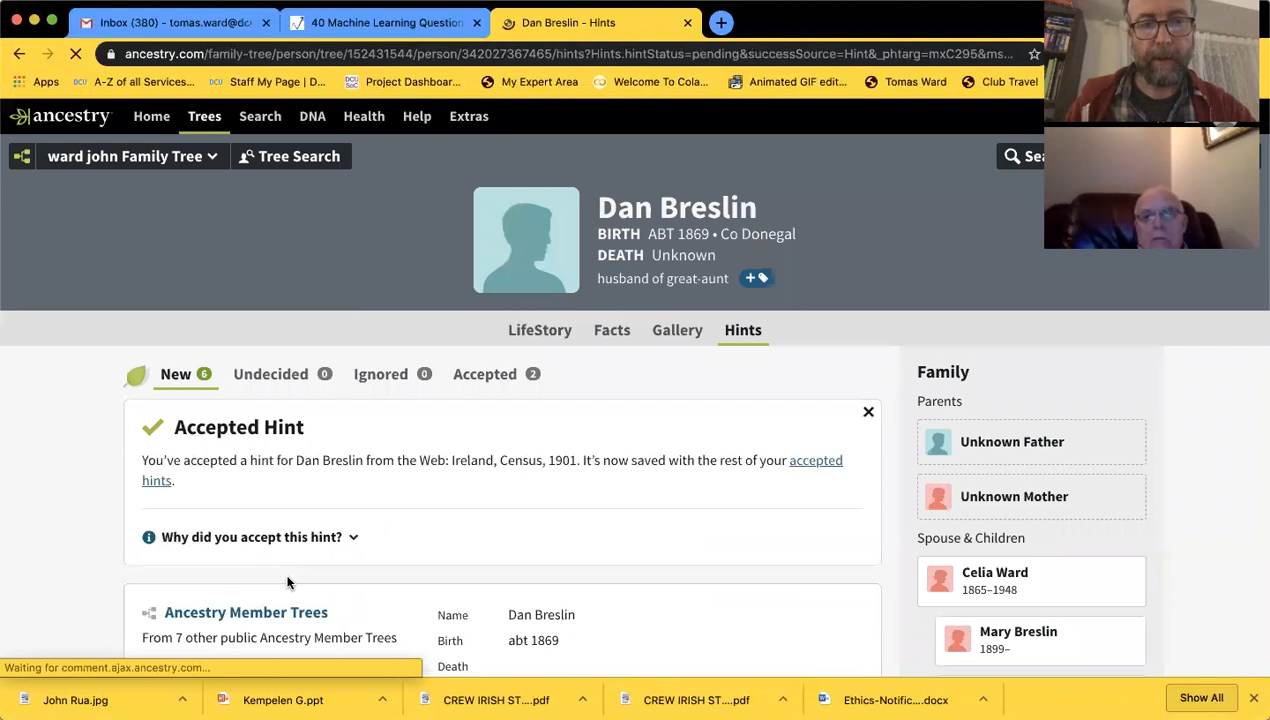 Inbox (380) - tomas.ward@dc
40 Machine Learning Question
Dan Breslin - Hints
ancestry.com/family-tree/person/tree/152431544/person/342027367465/hints?Hints.hintStatus=pending&successSource=Hint&_phtarg=mxC295&ms...
Apps
DCU A-Z of all Services...
DCU Staff My Page | D...
DCU SoC Project Dashboar...
My Expert Area
Welcome To Cola...
Animated GIF edit...
Tomas Ward
Club Travel
ancestry
Home
Trees
Search
DNA
Health
Help
Extras
ward john Family Tree
Tree Search
Dan Breslin
BIRTH ABT 1869 • Co Donegal
DEATH Unknown
husband of great-aunt
LifeStory
Facts
Gallery
Hints
New 6
Undecided 0
Ignored 0
Accepted 2
Accepted Hint
You've accepted a hint for Dan Breslin from the Web: Ireland, Census, 1901. It's now saved with the rest of your accepted
hints.
Why did you accept this hint?
Ancestry Member Trees
From 7 other public Ancestry Member Trees
Name Dan Breslin
Birth abt 1869
Death
Family
Parents
Unknown Father
Unknown Mother
Spouse & Children
Celia Ward
1865–1948
Mary Breslin
1899–
Waiting for comment.ajax.ancestry.com...
John Rua.jpg
Kempelen G.ppt
CREW IRISH ST....pdf
CREW IRISH ST....pdf
Ethics-Notific....docx
Show All